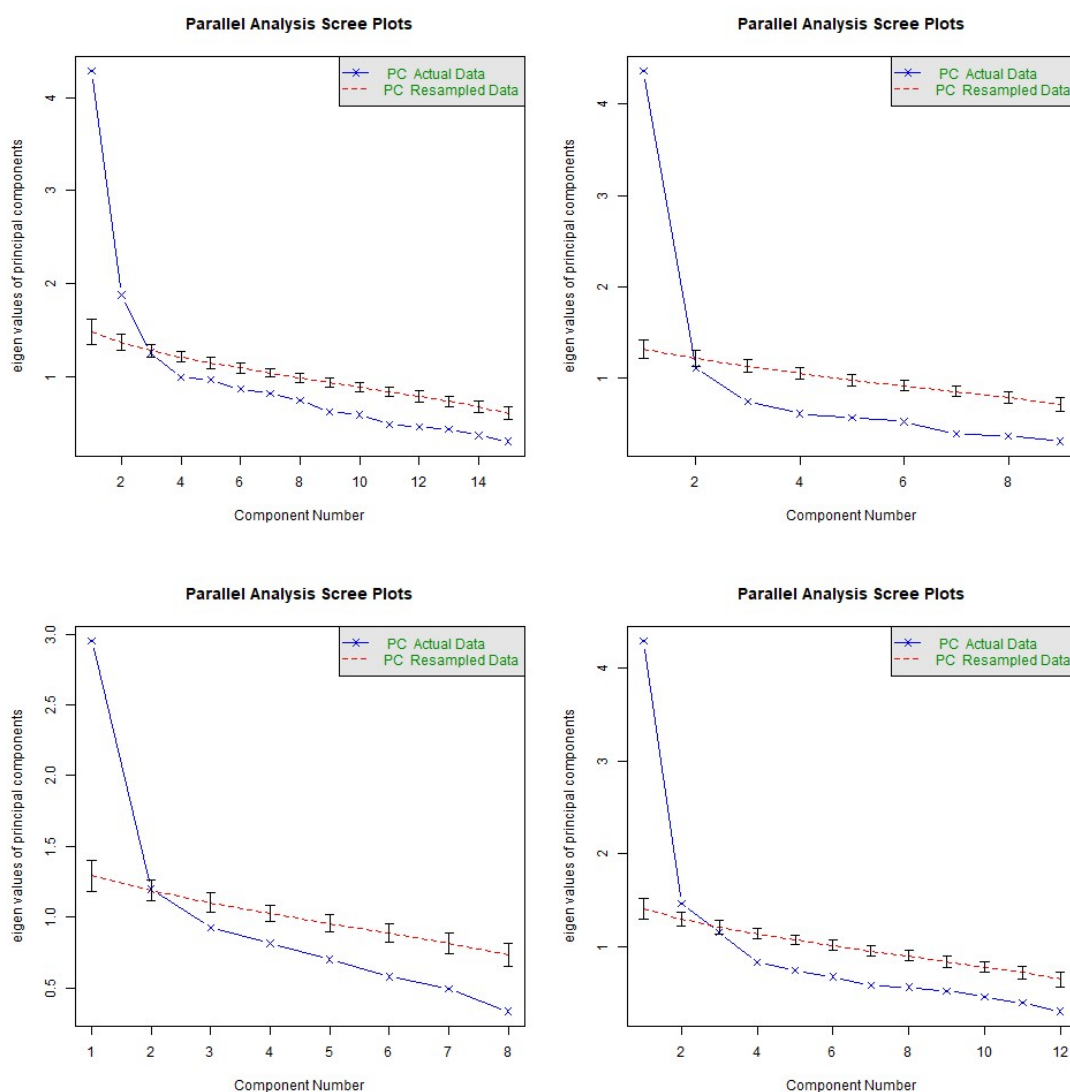 Parallel Analysis Scree Plots
PC Actual Data
PC Resampled Data
eigen values of principal components
4
3
2
1
2 4 6 8 10 12 14
Component Number
Parallel Analysis Scree Plots
PC Actual Data
PC Resampled Data
eigen values of principal components
4
3
2
1
2 4 6 8
Component Number
Parallel Analysis Scree Plots
PC Actual Data
PC Resampled Data
eigen values of principal components
3.0
2.5
2.0
1.5
1.0
0.5
1 2 3 4 5 6 7 8
Component Number
Parallel Analysis Scree Plots
PC Actual Data
PC Resampled Data
eigen values of principal components
4
3
2
1
2 4 6 8 10 12
Component Number